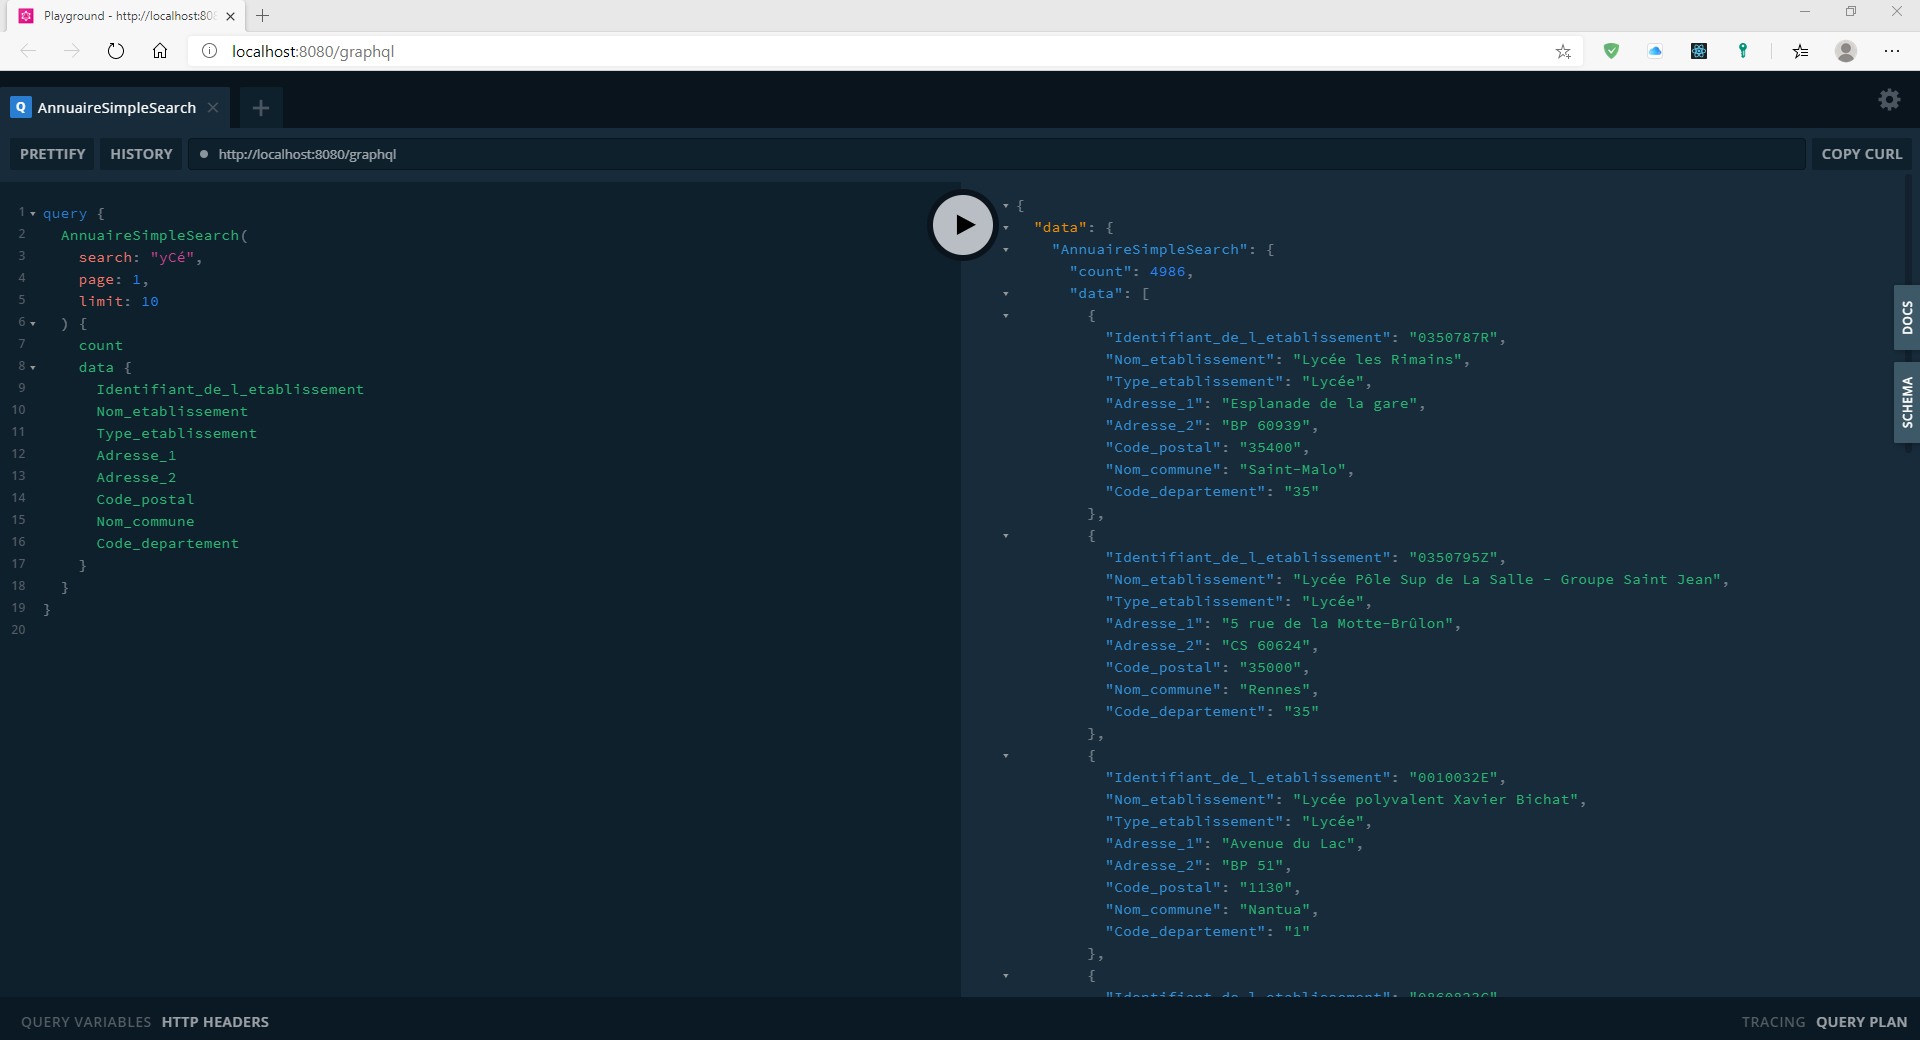 Playground - http://localhost:808
localhost:8080/graphql
Q AnnuaireSimpleSearch
PRETTIFY HISTORY http://localhost:8080/graphql COPY CURL
1 query {
2 AnnuaireSimpleSearch(
3 search: "yCé",
4 page: 1,
5 limit: 10
6 ) {
7 count
8 data {
9 Identifiant_de_l_etablissement
10 Nom_etablissement
11 Type_etablissement
12 Adresse_1
13 Adresse_2
14 Code_postal
15 Nom_commune
16 Code_departement
17 }
18 }
19 }
20
{
"data": {
"AnnuaireSimpleSearch": {
"count": 4986,
"data": [
{
"Identifiant_de_l_etablissement": "0350787R",
"Nom_etablissement": "Lycée les Rimains",
"Type_etablissement": "Lycée",
"Adresse_1": "Esplanade de la gare",
"Adresse_2": "BP 60939",
"Code_postal": "35400",
"Nom_commune": "Saint-Malo",
"Code_departement": "35"
},
{
"Identifiant_de_l_etablissement": "0350795Z",
"Nom_etablissement": "Lycée Pôle Sup de La Salle - Groupe Saint Jean",
"Type_etablissement": "Lycée",
"Adresse_1": "5 rue de la Motte-Brûlon",
"Adresse_2": "CS 60624",
"Code_postal": "35000",
"Nom_commune": "Rennes",
"Code_departement": "35"
},
{
"Identifiant_de_l_etablissement": "0010032E",
"Nom_etablissement": "Lycée polyvalent Xavier Bichat",
"Type_etablissement": "Lycée",
"Adresse_1": "Avenue du Lac",
"Adresse_2": "BP 51",
"Code_postal": "1130",
"Nom_commune": "Nantua",
"Code_departement": "1"
},
{
"Identifiant_de_l_etablissement":
DOCS
SCHEMA
QUERY VARIABLES HTTP HEADERS
TRACING QUERY PLAN